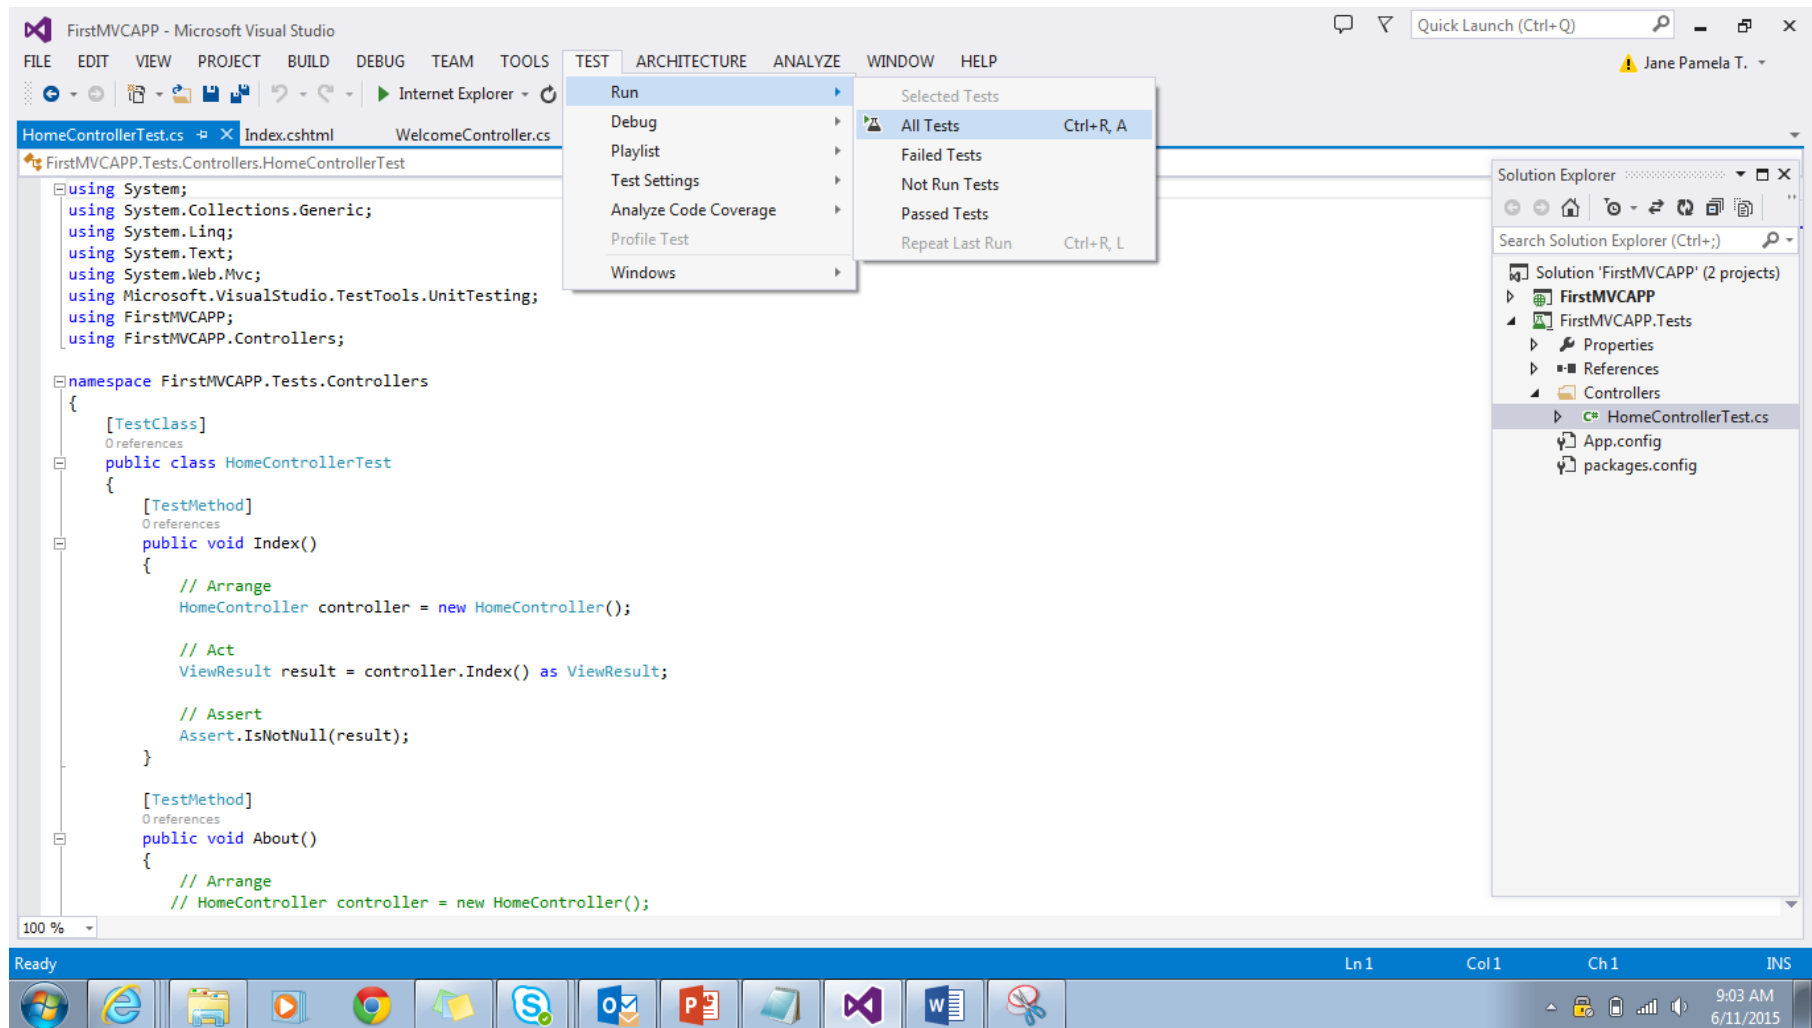 FirstMVCAPP - Microsoft Visual Studio
Quick Launch (Ctrl+Q)
FILE EDIT VIEW PROJECT BUILD DEBUG TEAM TOOLS TEST ARCHITECTURE ANALYZE WINDOW HELP
Jane Pamela T.
Internet Explorer
Run
Debug
Playlist
Test Settings
Analyze Code Coverage
Profile Test
Windows
Selected Tests
All Tests Ctrl+R, A
Failed Tests
Not Run Tests
Passed Tests
Repeat Last Run Ctrl+R, L
HomeControllerTest.cs Index.cshtml WelcomeController.cs
FirstMVCAPP.Tests.Controllers.HomeControllerTest
using System;
using System.Collections.Generic;
using System.Linq;
using System.Text;
using System.Web.Mvc;
using Microsoft.VisualStudio.TestTools.UnitTesting;
using FirstMVCAPP;
using FirstMVCAPP.Controllers;
namespace FirstMVCAPP.Tests.Controllers
{
[TestClass]
0 references
public class HomeControllerTest
{
[TestMethod]
0 references
public void Index()
{
// Arrange
HomeController controller = new HomeController();
// Act
ViewResult result = controller.Index() as ViewResult;
// Assert
Assert.IsNotNull(result);
}
[TestMethod]
0 references
public void About()
{
// Arrange
// HomeController controller = new HomeController();
100 %
Solution Explorer
Search Solution Explorer (Ctrl+;)
Solution 'FirstMVCAPP' (2 projects)
FirstMVCAPP
FirstMVCAPP.Tests
Properties
References
Controllers
C# HomeControllerTest.cs
App.config
packages.config
Ready Ln 1 Col 1 Ch 1 INS
9:03 AM
6/11/2015